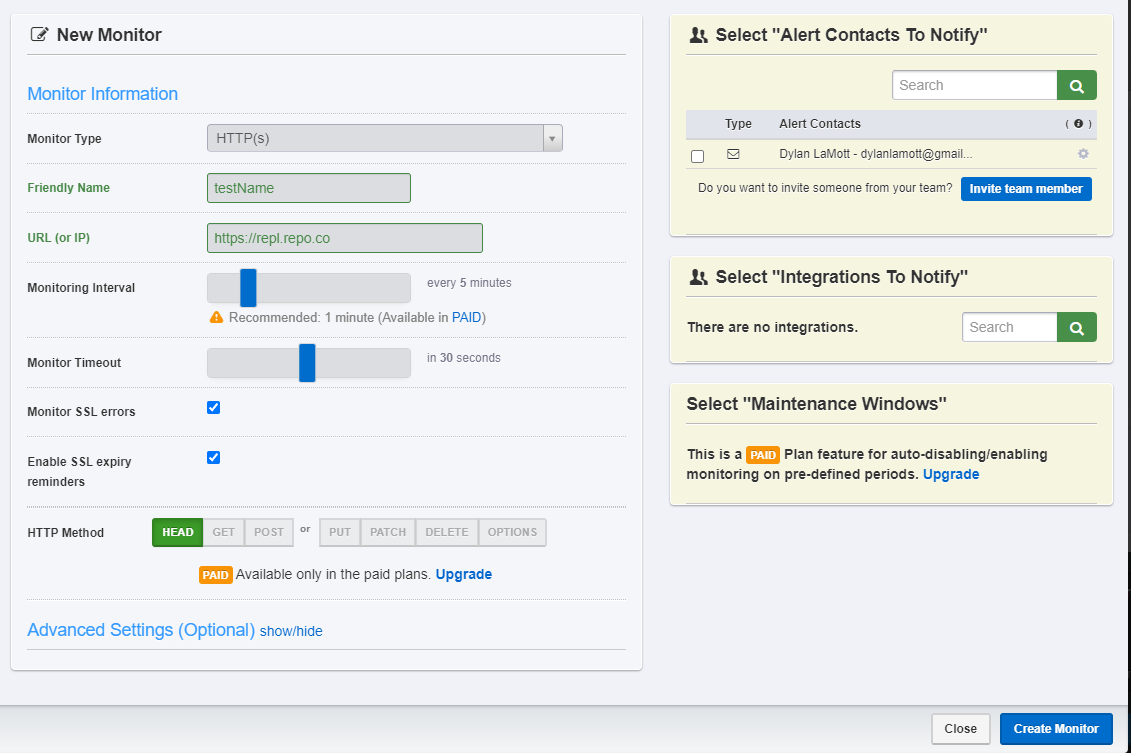 New Monitor
Monitor Information
Monitor Type
HTTP(s)
Friendly Name
testName
URL (or IP)
https://repl.repo.co
Monitoring Interval
every 5 minutes
Recommended: 1 minute (Available in PAID)
Monitor Timeout
in 30 seconds
Monitor SSL errors
Enable SSL expiry
reminders
HTTP Method
HEAD GET POST or PUT PATCH DELETE OPTIONS
PAID Available only in the paid plans. Upgrade
Advanced Settings (Optional) show/hide
Select "Alert Contacts To Notify"
Search
Type Alert Contacts ( i )
Dylan LaMott - dylanlamott@gmail...
Do you want to invite someone from your team? Invite team member
Select "Integrations To Notify"
There are no integrations.
Search
Select "Maintenance Windows"
This is a PAID Plan feature for auto-disabling/enabling
monitoring on pre-defined periods. Upgrade
Close
Create Monitor